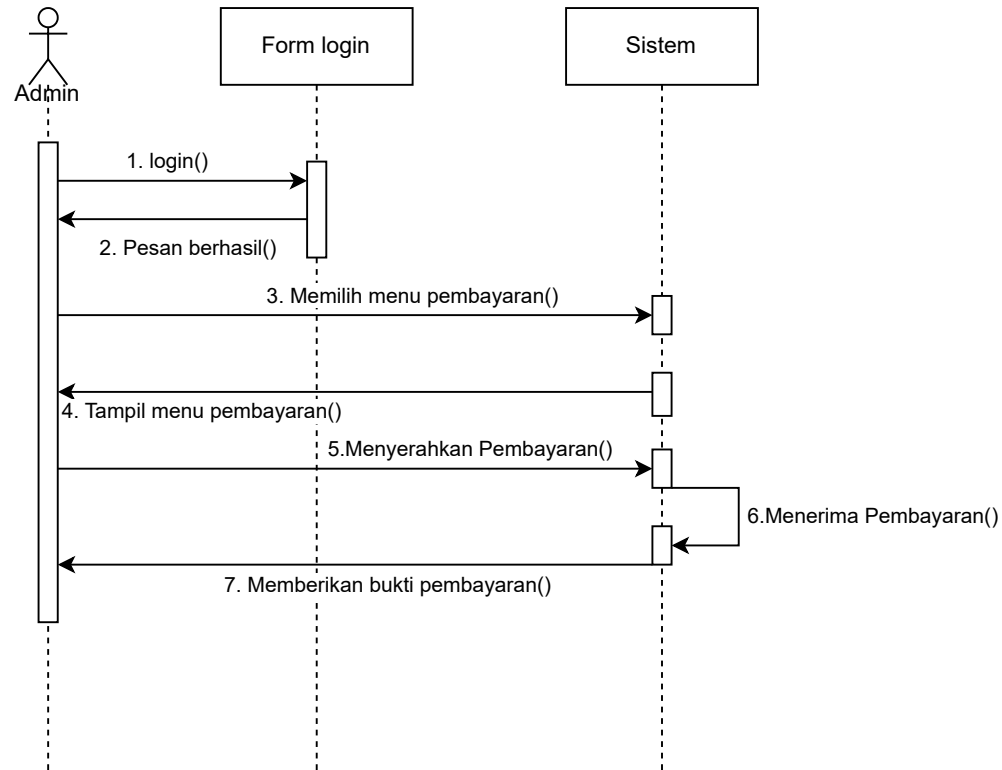 Admin
Form login
Sistem
1. login()
2. Pesan berhasil()
3. Memilih menu pembayaran()
4. Tampil menu pembayaran()
5.Menyerahkan Pembayaran()
6.Menerima Pembayaran()
7. Memberikan bukti pembayaran()